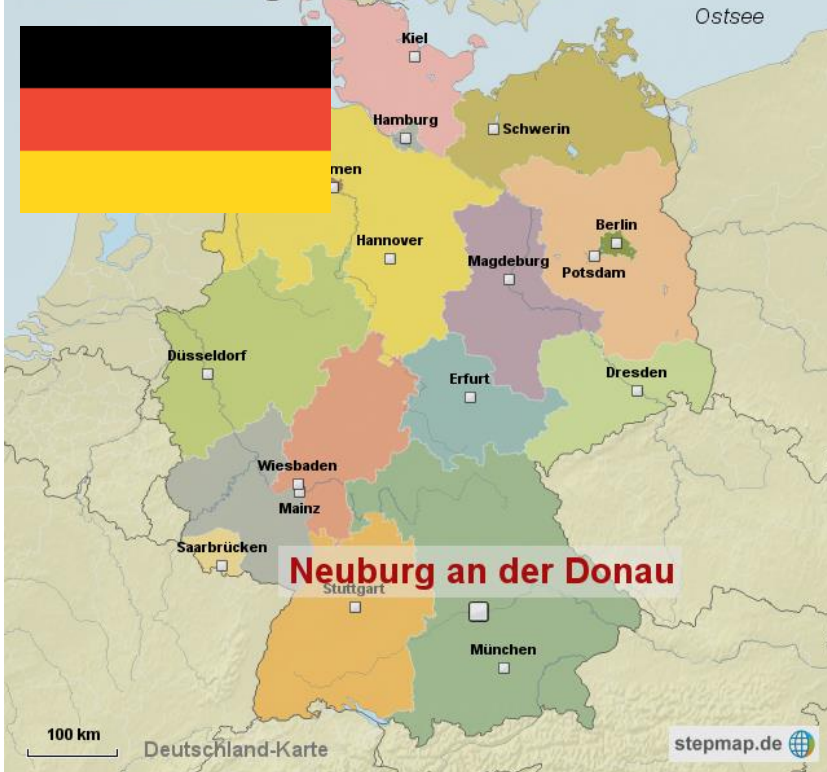 Ostsee
Kiel
Hamburg
Schwerin
men
Berlin
Hannover
Magdeburg
Potsdam
Düsseldorf
Erfurt
Dresden
Wiesbaden
Mainz
Saarbrücken
Neuburg an der Donau
Stuttgart
München
100 km
Deutschland-Karte
stepmap.de